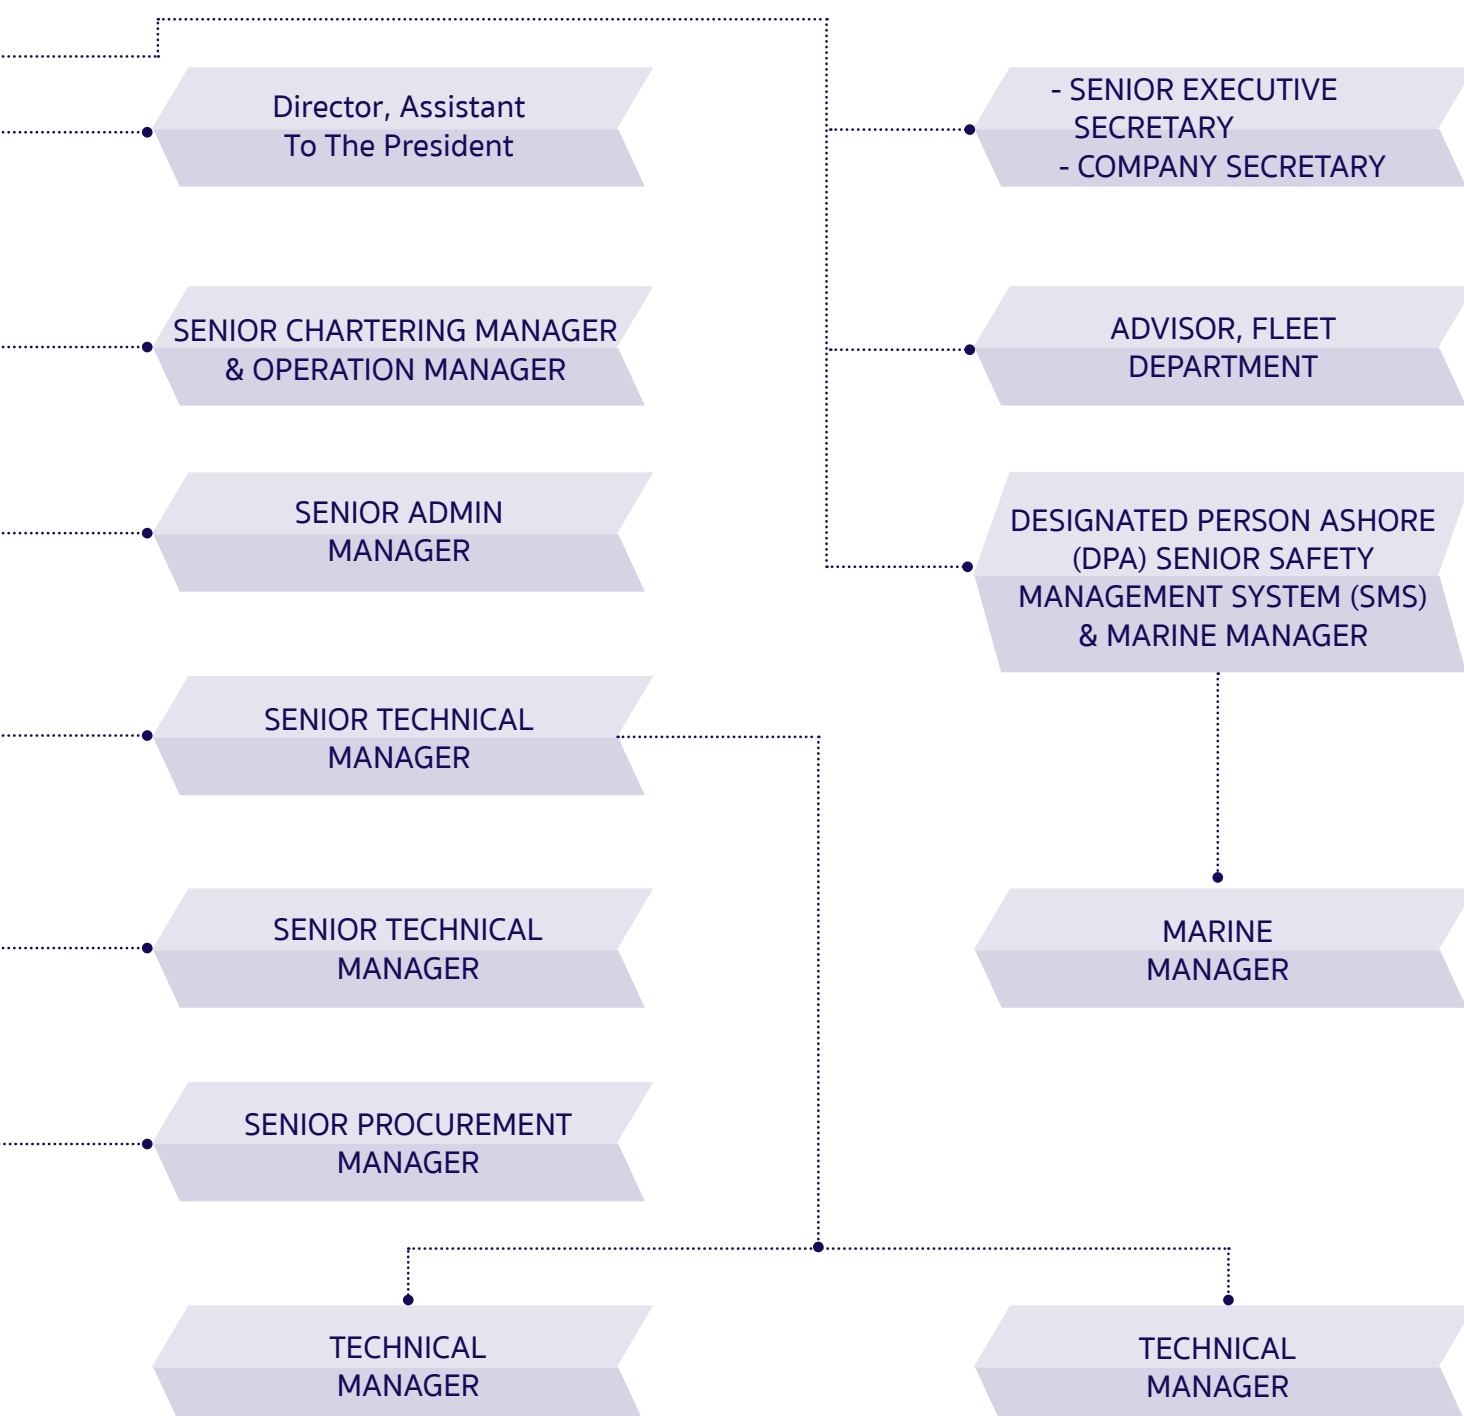 Director, Assistant
To The President
- SENIOR EXECUTIVE
SECRETARY
- COMPANY SECRETARY
SENIOR CHARTERING MANAGER
& OPERATION MANAGER
ADVISOR, FLEET
DEPARTMENT
SENIOR ADMIN
MANAGER
DESIGNATED PERSON ASHORE
(DPA) SENIOR SAFETY
MANAGEMENT SYSTEM (SMS)
& MARINE MANAGER
SENIOR TECHNICAL
MANAGER
SENIOR TECHNICAL
MANAGER
MARINE
MANAGER
SENIOR PROCUREMENT
MANAGER
TECHNICAL
MANAGER
TECHNICAL
MANAGER